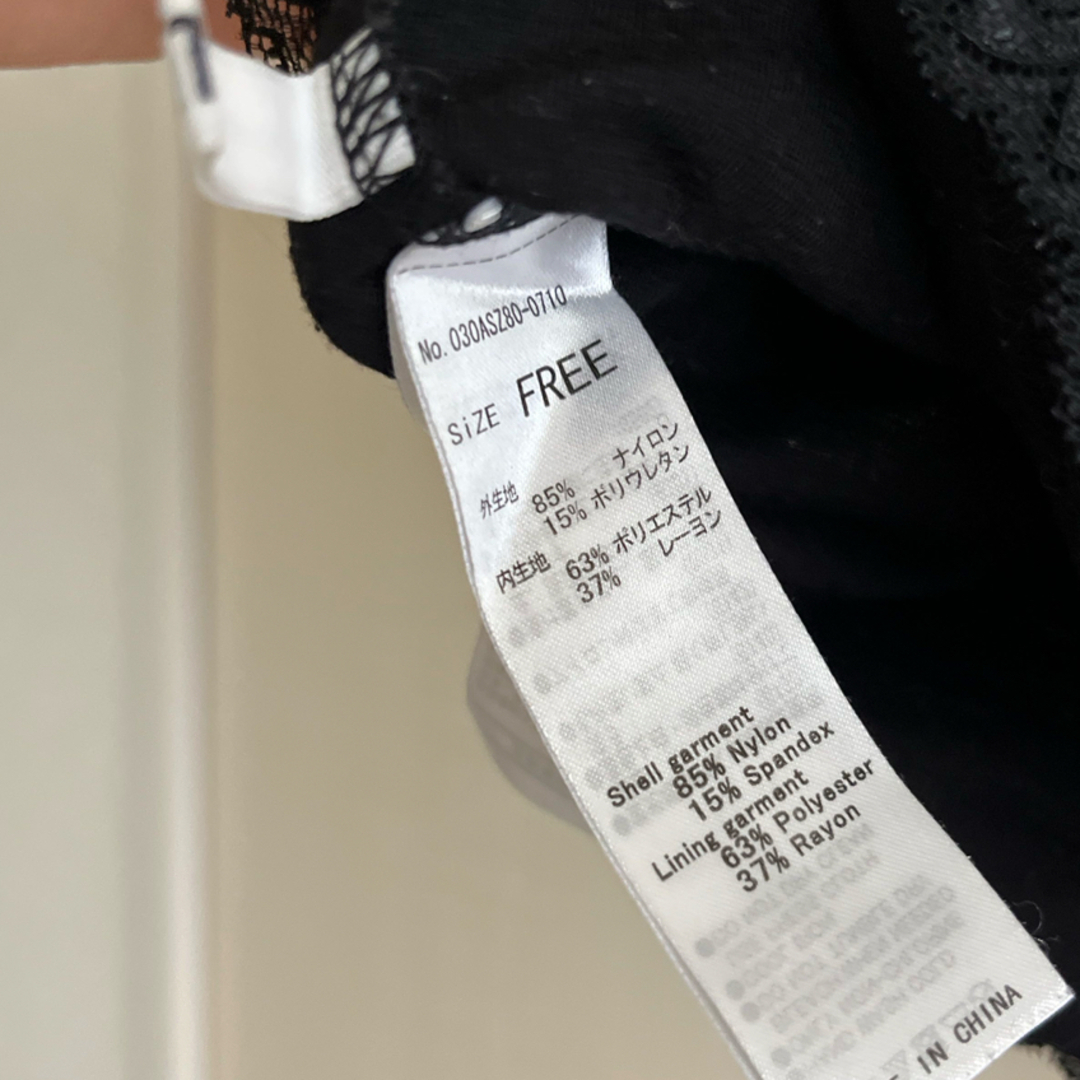 No. 030ASZ80-0710
SiZE FREE
外生地 85% ナイロン
15% ポリウレタン
内生地 63% ポリエステル
37% レーヨン
Shell garment
85% Nylon
15% Spandex
Lining garment
63% Polyester
37% Rayon
IN CHINA